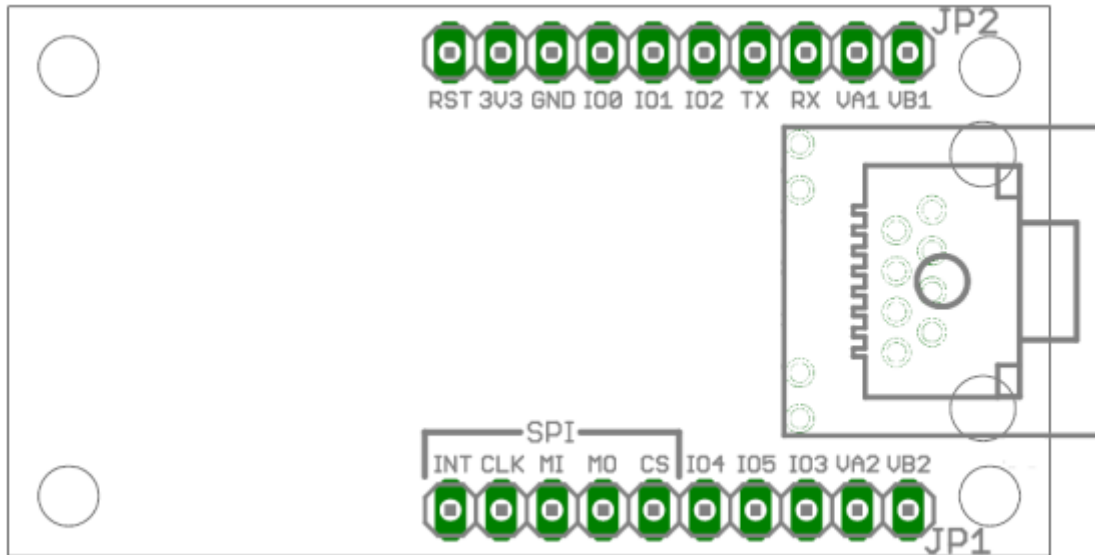 JP2
RST 3V3 GND IO0 IO1 IO2 TX RX VA1 VB1
SPI
INT CLK MI MO CS IO4 IO5 IO3 VA2 VB2
JP1